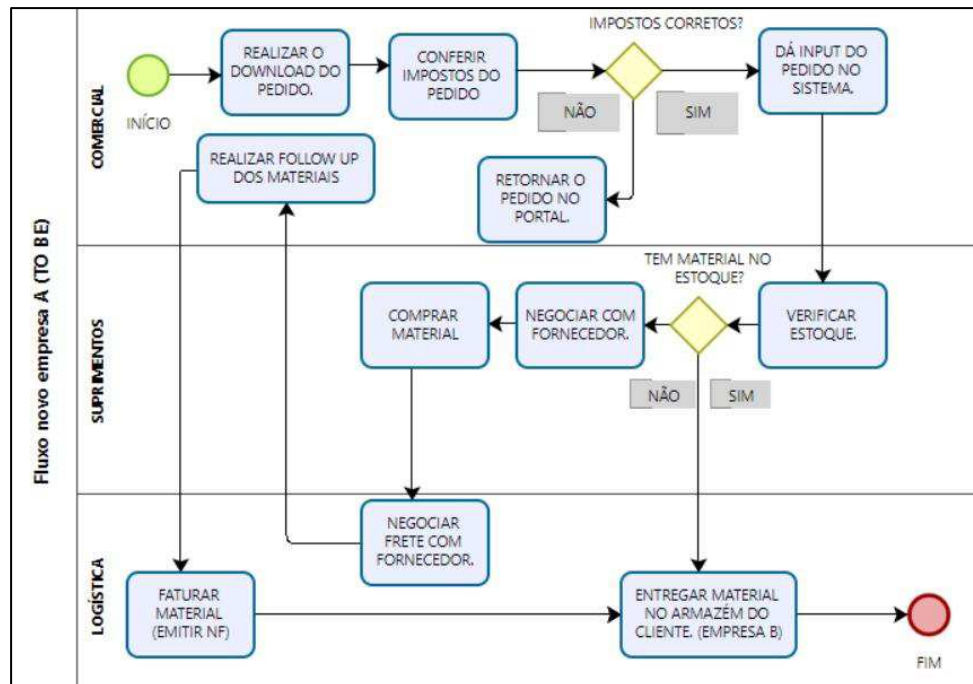 Fluxo novo empresa A (TO BE)
COMERCIAL
INÍCIO
REALIZAR O
DOWNLOAD DO
PEDIDO.
CONFERIR
IMPOSTOS DO
PEDIDO
IMPOSTOS CORRETOS?
NÃO
SIM
DÁ INPUT DO
PEDIDO NO
SISTEMA.
REALIZAR FOLLOW UP
DOS MATERIAIS
RETORNAR O
PEDIDO NO
PORTAL.
SUPRIMENTOS
TEM MATERIAL NO
ESTOQUE?
COMPRAR
MATERIAL
NEGOCIAR COM
FORNECEDOR.
VERIFICAR
ESTOQUE.
NÃO
SIM
LOGÍSTICA
NEGOCIAR
FRETE COM
FORNECEDOR.
FATURAR
MATERIAL
(EMITIR NF)
ENTREGAR MATERIAL
NO ARMAZÉM DO
CLIENTE. (EMPRESA B)
FIM